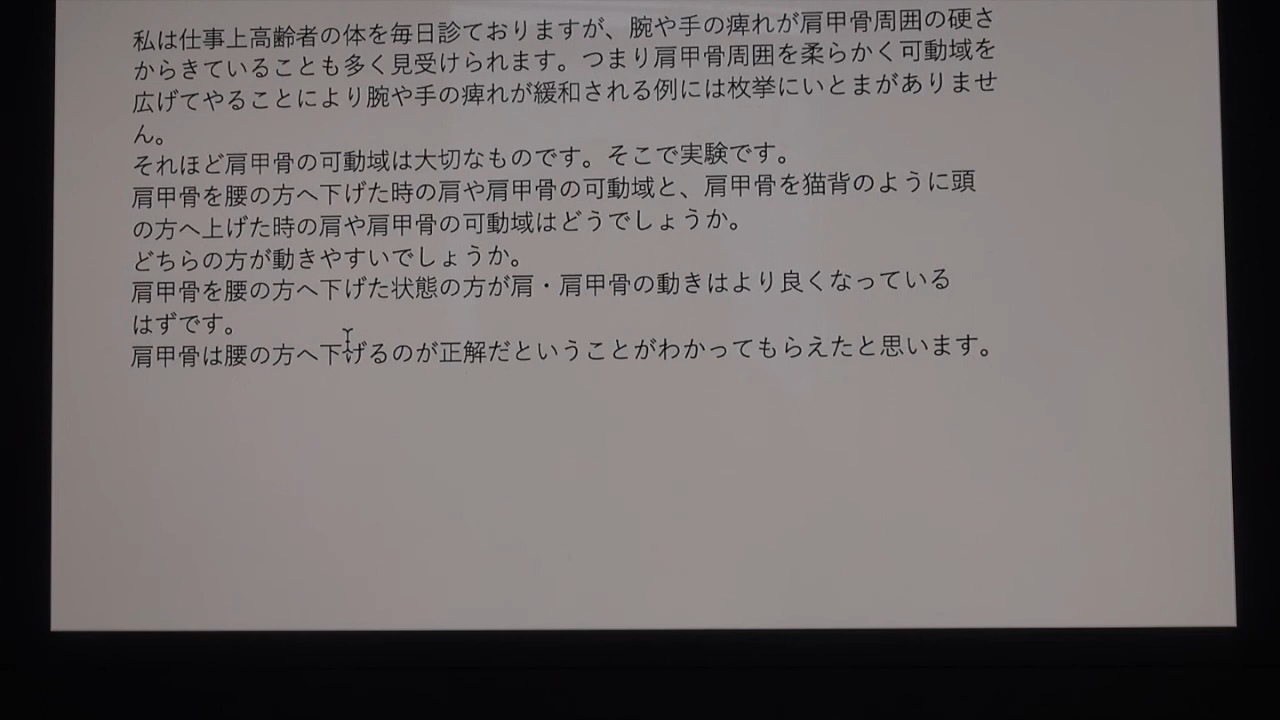 私は仕事上高齢者の体を毎日診ておりますが、腕や手の痺れが肩甲骨周囲の硬さ
からきていることも多く見受けられます。つまり肩甲骨周囲を柔らかく可動域を
広げてやることにより腕や手の痺れが緩和される例には枚挙にいとまがありませ
ん。
それほど肩甲骨の可動域は大切なものです。そこで実験です。
肩甲骨を腰の方へ下げた時の肩や肩甲骨の可動域と、肩甲骨を猫背のように頭
の方へ上げた時の肩や肩甲骨の可動域はどうでしょうか。
どちらの方が動きやすいでしょうか。
肩甲骨を腰の方へ下げた状態の方が肩・肩甲骨の動きはより良くなっている
はずです。
肩甲骨は腰の方へ下げるのが正解だということがわかってもらえたと思います。